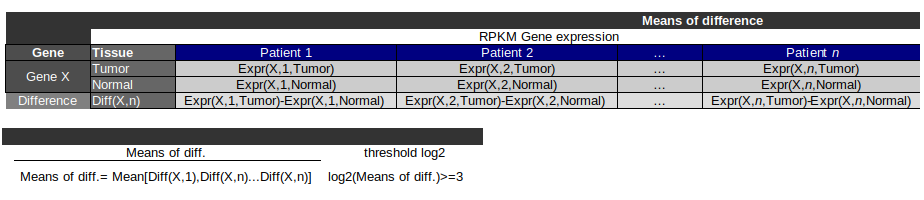 Means of difference
RPKM Gene expression
Gene Tissue Patient 1 Patient 2 ... Patient n
Gene X Tumor Expr(X,1,Tumor) Expr(X,2,Tumor) ... Expr(X,n,Tumor)
Normal Expr(X,1,Normal) Expr(X,2,Normal) ... Expr(X,n,Normal)
Difference Diff(X,n) Expr(X,1,Tumor)-Expr(X,1,Normal) Expr(X,2,Tumor)-Expr(X,2,Normal) ... Expr(X,n,Tumor)-Expr(X,n,Normal)
Means of diff. threshold log2
Means of diff.= Mean[Diff(X,1),Diff(X,n)...Diff(X,n)] log2(Means of diff.)>=3